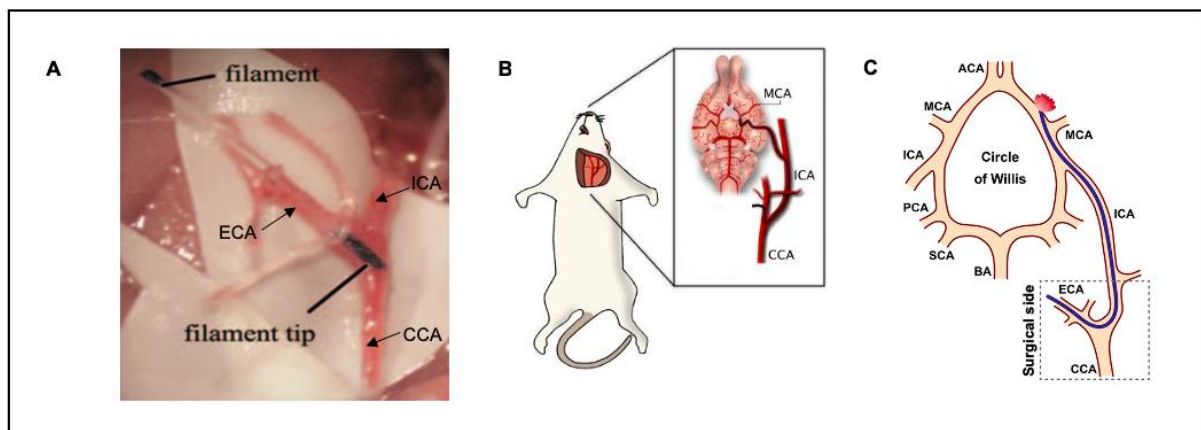 A
filament
ICA
ECA
filament tip
CCA
B
MCA
ICA
CCA
C
ACA
MCA
MCA
ICA
Circle
of Willis
PCA
ICA
SCA
BA
ECA
Surgical side
CCA